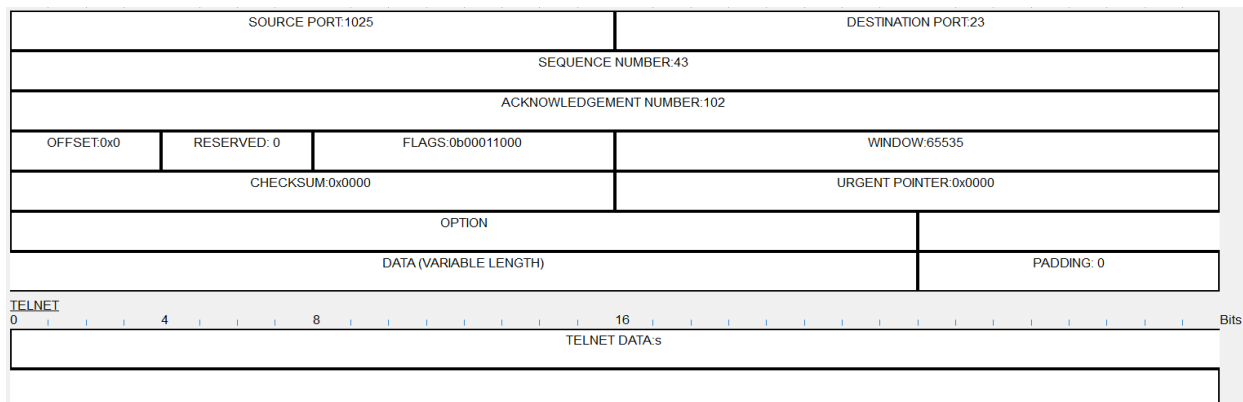 SOURCE PORT:1025 DESTINATION PORT:23
SEQUENCE NUMBER:43
ACKNOWLEDGEMENT NUMBER:102
OFFSET:0x0 RESERVED: 0 FLAGS:0b00011000 WINDOW:65535
CHECKSUM:0x0000 URGENT POINTER:0x0000
OPTION
DATA (VARIABLE LENGTH) PADDING: 0
TELNET
0 4 8 16 Bits
TELNET DATA:s